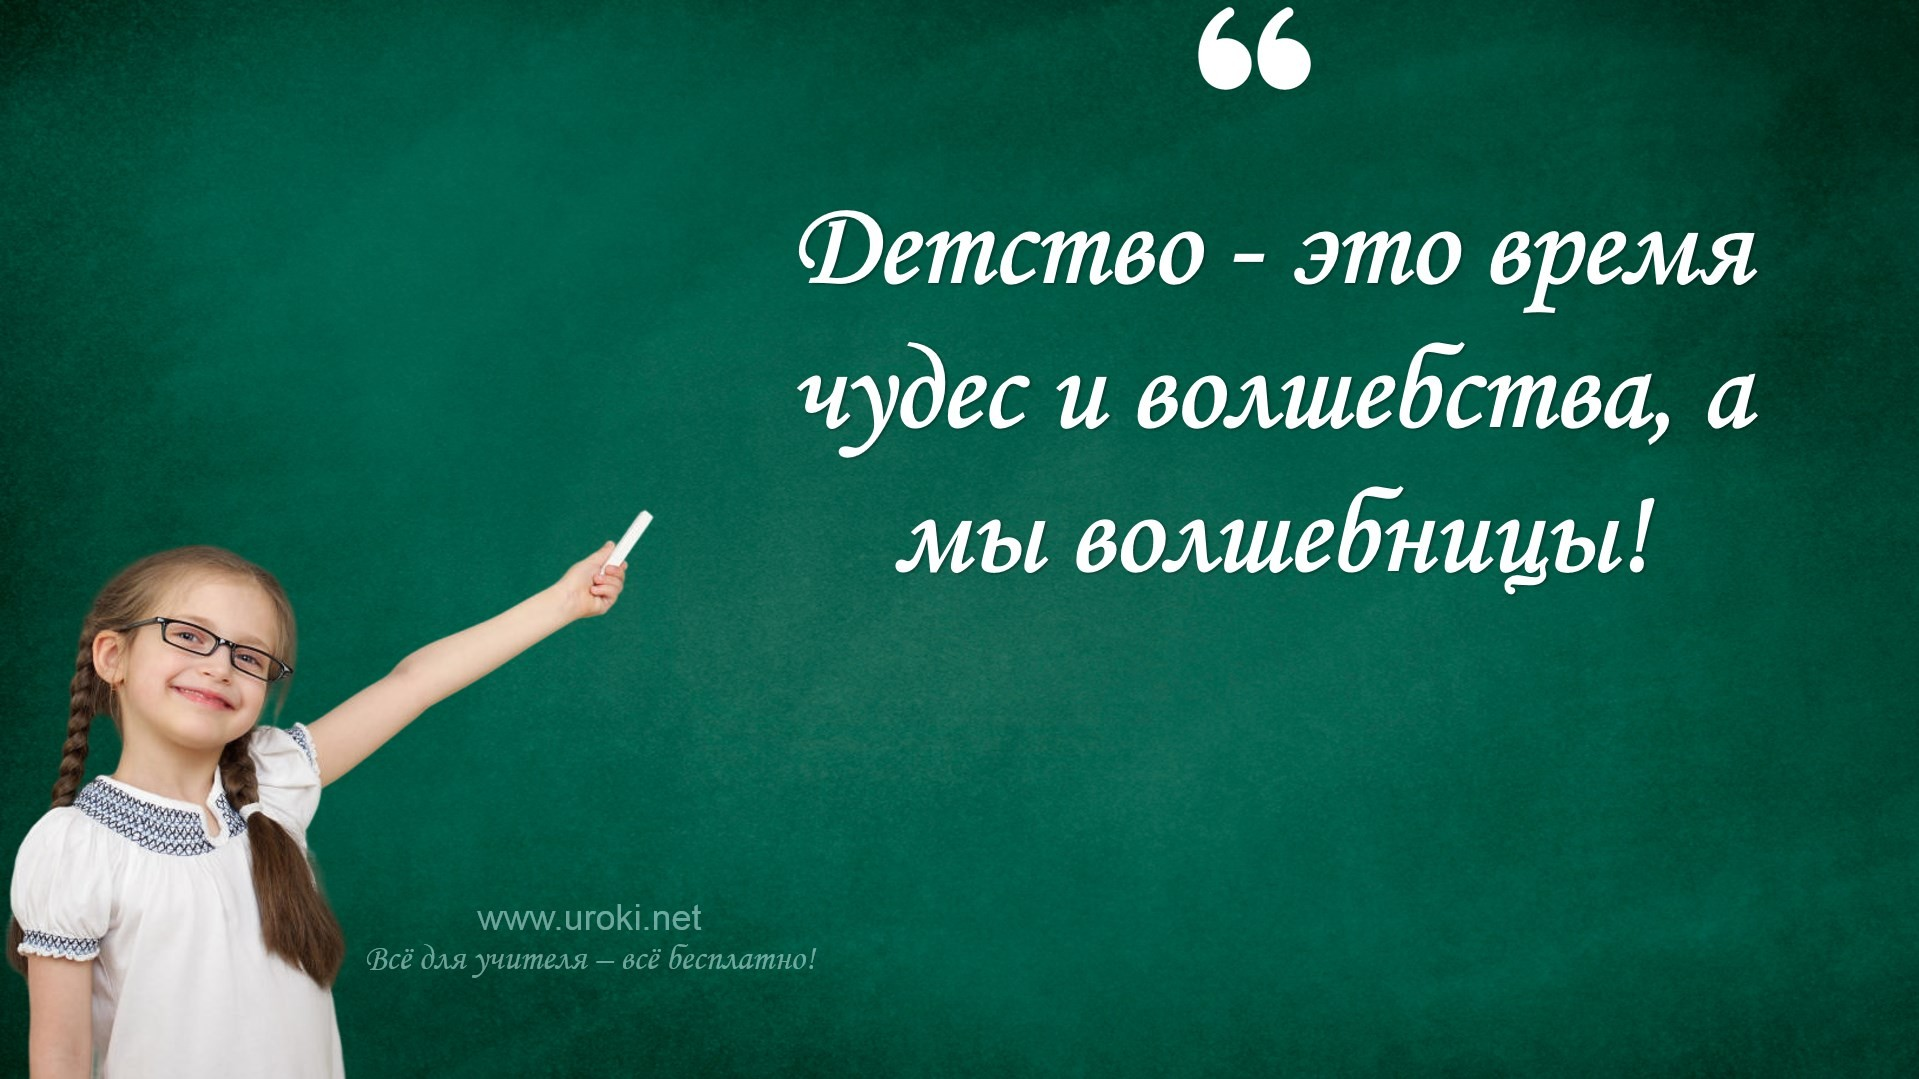 Детство - это время
чудес и волшебства, а
мы волшебницы!
www.uroki.net
Всё для учителя – всё бесплатно!